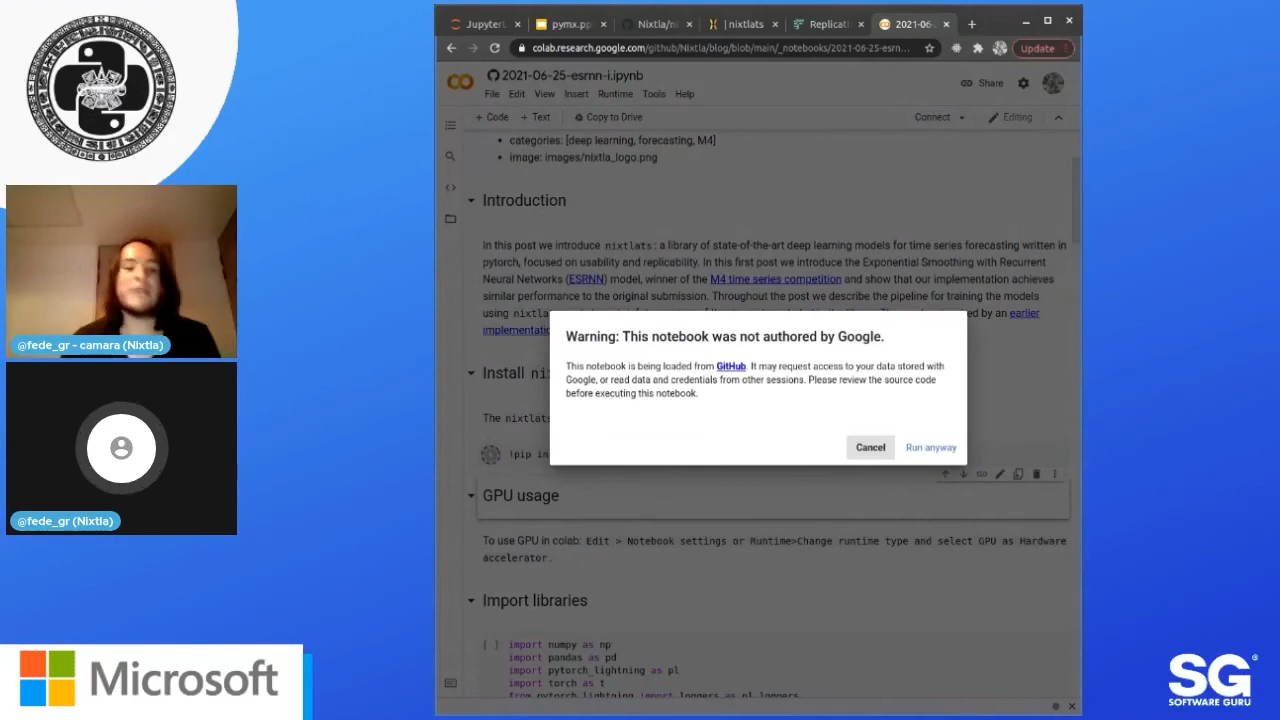 JupyterL
pymx.pp
Nixtla/ni
| nixtlats
Replicati
2021-06-
colab.research.google.com/github/Nixtla/blog/blob/main/_notebooks/2021-06-25-esrn...
Update
2021-06-25-esrnn-i.ipynb
File Edit View Insert Runtime Tools Help
Share
+ Code + Text Copy to Drive
Connect
Editing
• categories: [deep learning, forecasting, M4]
• image: images/nixtla_logo.png
Introduction
In this post we introduce nixtlats: a library of state-of-the-art deep learning models for time series forecasting written in
pytorch, focused on usability and replicability. In this first post we introduce the Exponential Smoothing with Recurrent
Neural Networks (ESRNN) model, winner of the M4 time series competition and show that our implementation achieves
similar performance to the original submission. Throughout the post we describe the pipeline for training the models
using
by an earlier
implementatio
Warning: This notebook was not authored by Google.
This notebook is being loaded from GitHub. It may request access to your data stored with
Google, or read data and credentials from other sessions. Please review the source code
before executing this notebook.
Cancel
Run anyway
Install ni
The nixtlats
!pip in
GPU usage
To use GPU in colab: Edit > Notebook settings or Runtime>Change runtime type and select GPU as Hardware
accelerator.
Import libraries
[ ] import numpy as np
import pandas as pd
import pytorch_lightning as pl
import torch as t
from pytorch_lightning import loggers as pl_loggers
@fede_gr - camara (Nixtla)
@fede_gr (Nixtla)
Microsoft
SG
SOFTWARE GURU